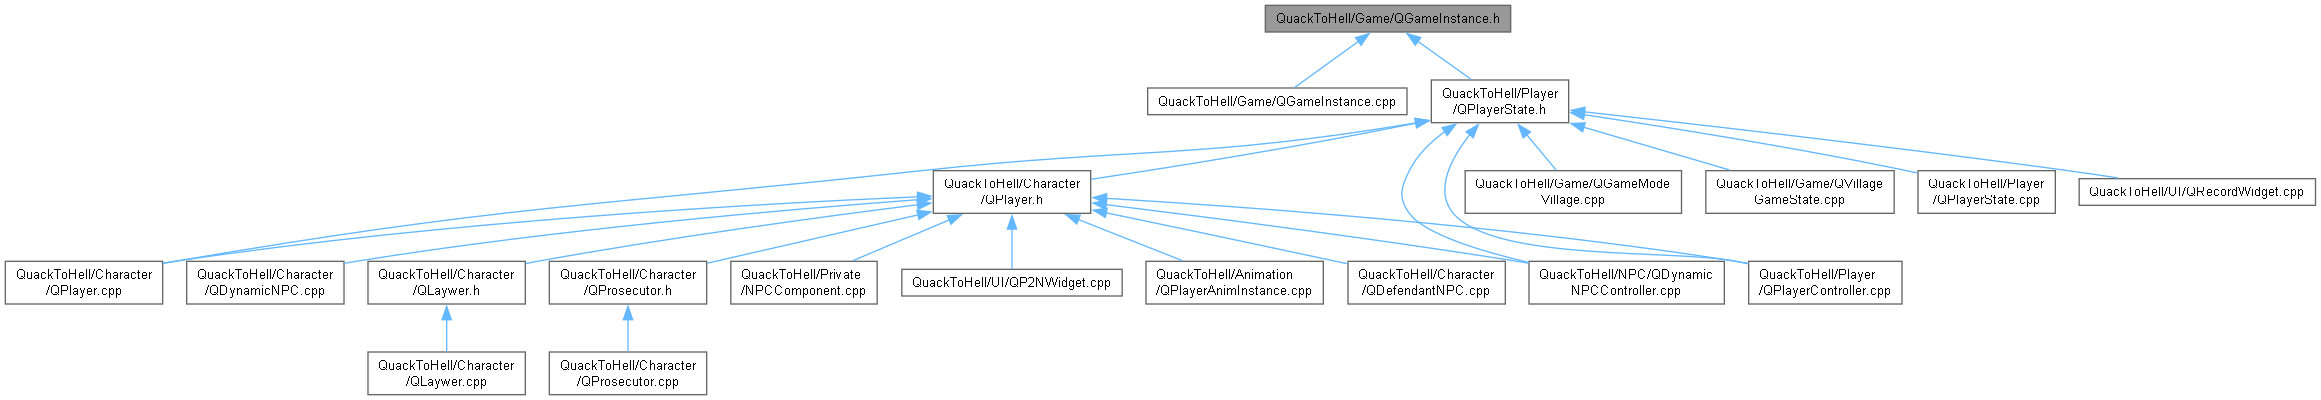 QuackToHell/Game/QGameInstance.h
QuackToHell/Game/QGameInstance.cpp
QuackToHell/Player
/QPlayerState.h
QuackToHell/Character
/QPlayer.h
QuackToHell/Game/QGameMode
Village.cpp
QuackToHell/Game/QVillage
GameState.cpp
QuackToHell/Player
/QPlayerState.cpp
QuackToHell/UI/QRecordWidget.cpp
QuackToHell/Character
/QPlayer.cpp
QuackToHell/Character
/QDynamicNPC.cpp
QuackToHell/Character
/QLaywer.h
QuackToHell/Character
/QProsecutor.h
QuackToHell/Private
/NPCComponent.cpp
QuackToHell/UI/QP2NWidget.cpp
QuackToHell/Animation
/QPlayerAnimInstance.cpp
QuackToHell/Character
/QDefendantNPC.cpp
QuackToHell/NPC/QDynamic
NPCController.cpp
QuackToHell/Player
/QPlayerController.cpp
QuackToHell/Character
/QLaywer.cpp
QuackToHell/Character
/QProsecutor.cpp